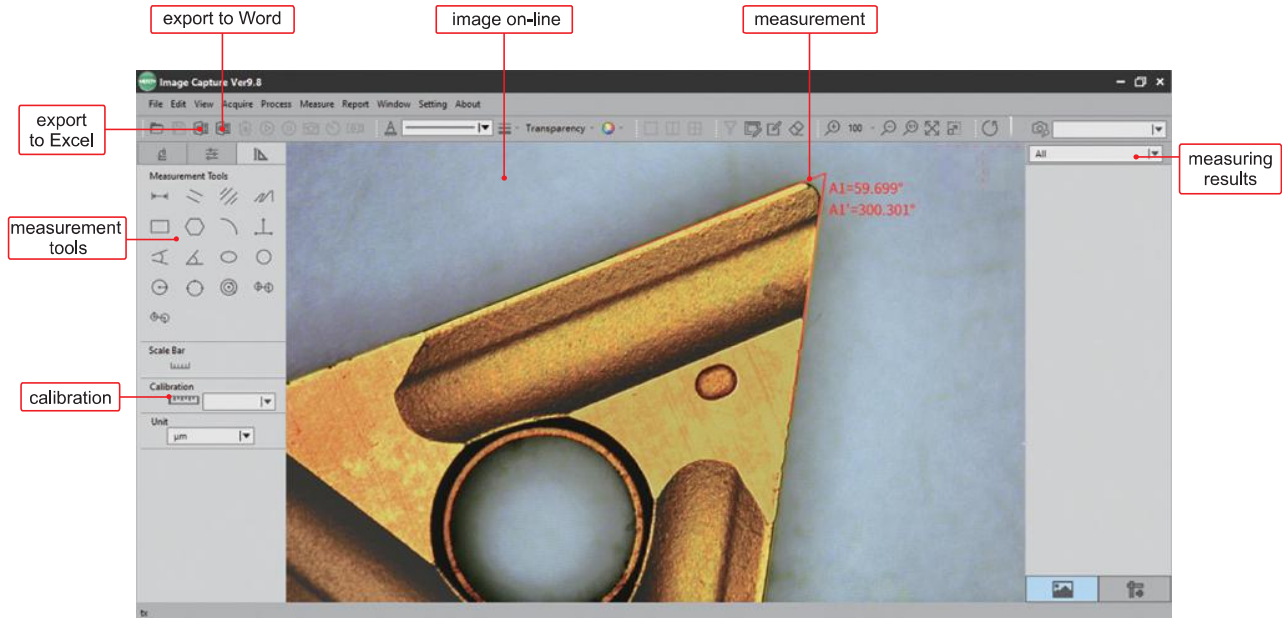 export to Word
image on-line
measurement
Image Capture Ver9.8
File Edit View Acquire Process Measure Report Window Setting About
export
to Excel
Transparency
100
All
measuring
results
Measurement Tools
measurement
tools
A1=59.699°
A1'=300.301°
Scale Bar
Calibration
calibration
Unit
μm
tx